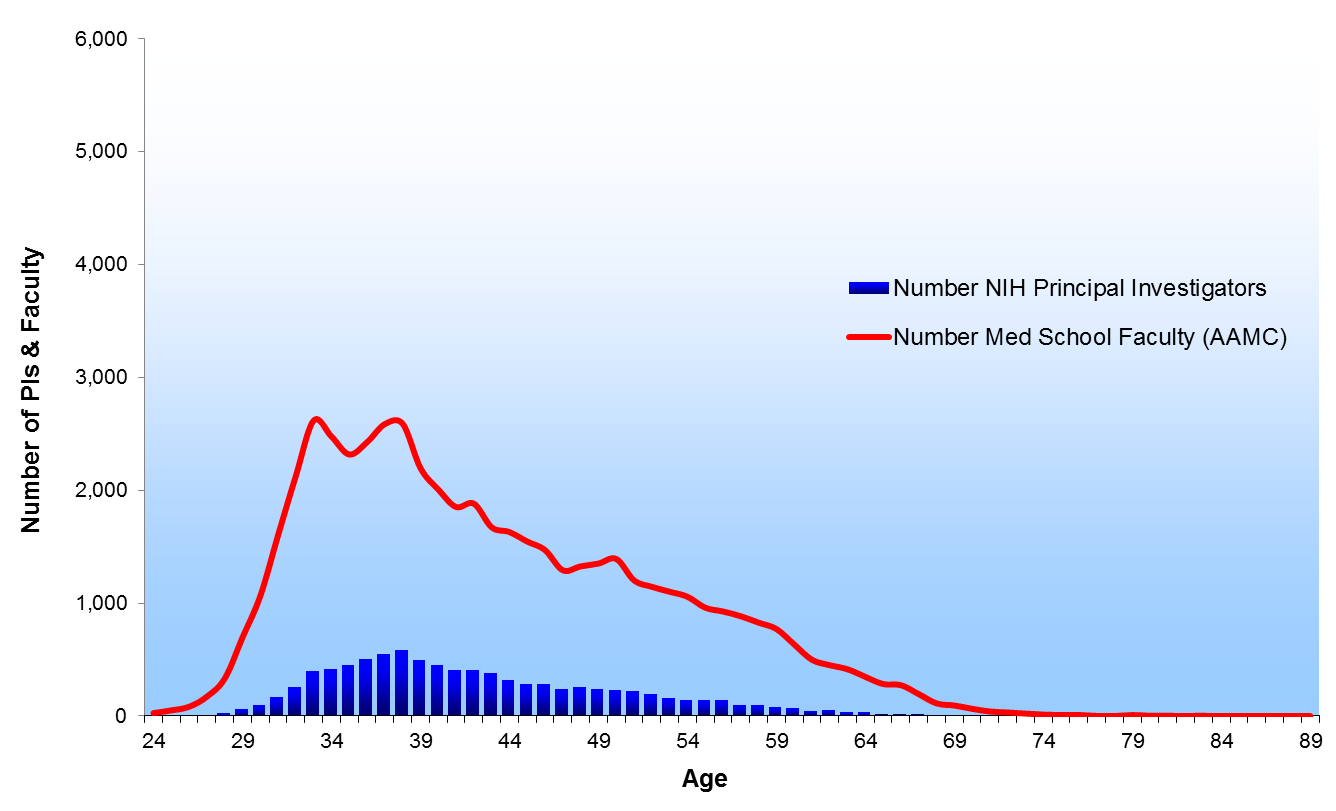 6,000
5,000
4,000
3,000
2,000
1,000
0
Number of PIs & Faculty
Number NIH Principal Investigators
Number Med School Faculty (AAMC)
24 29 34 39 44 49 54 59 64 69 74 79 84 89
Age